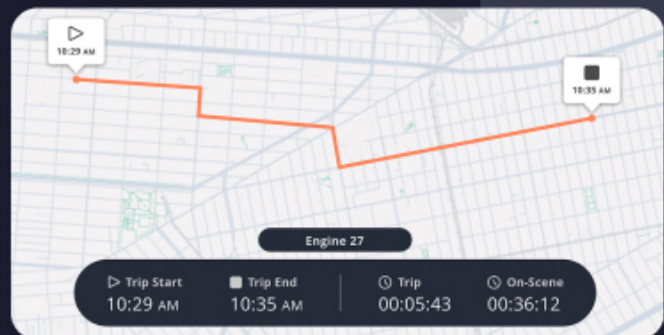 10:29 AM
10:35 AM
Engine 27
Trip Start
Trip End
Trip
On-Scene
10:29 AM
10:35 AM
00:05:43
00:36:12